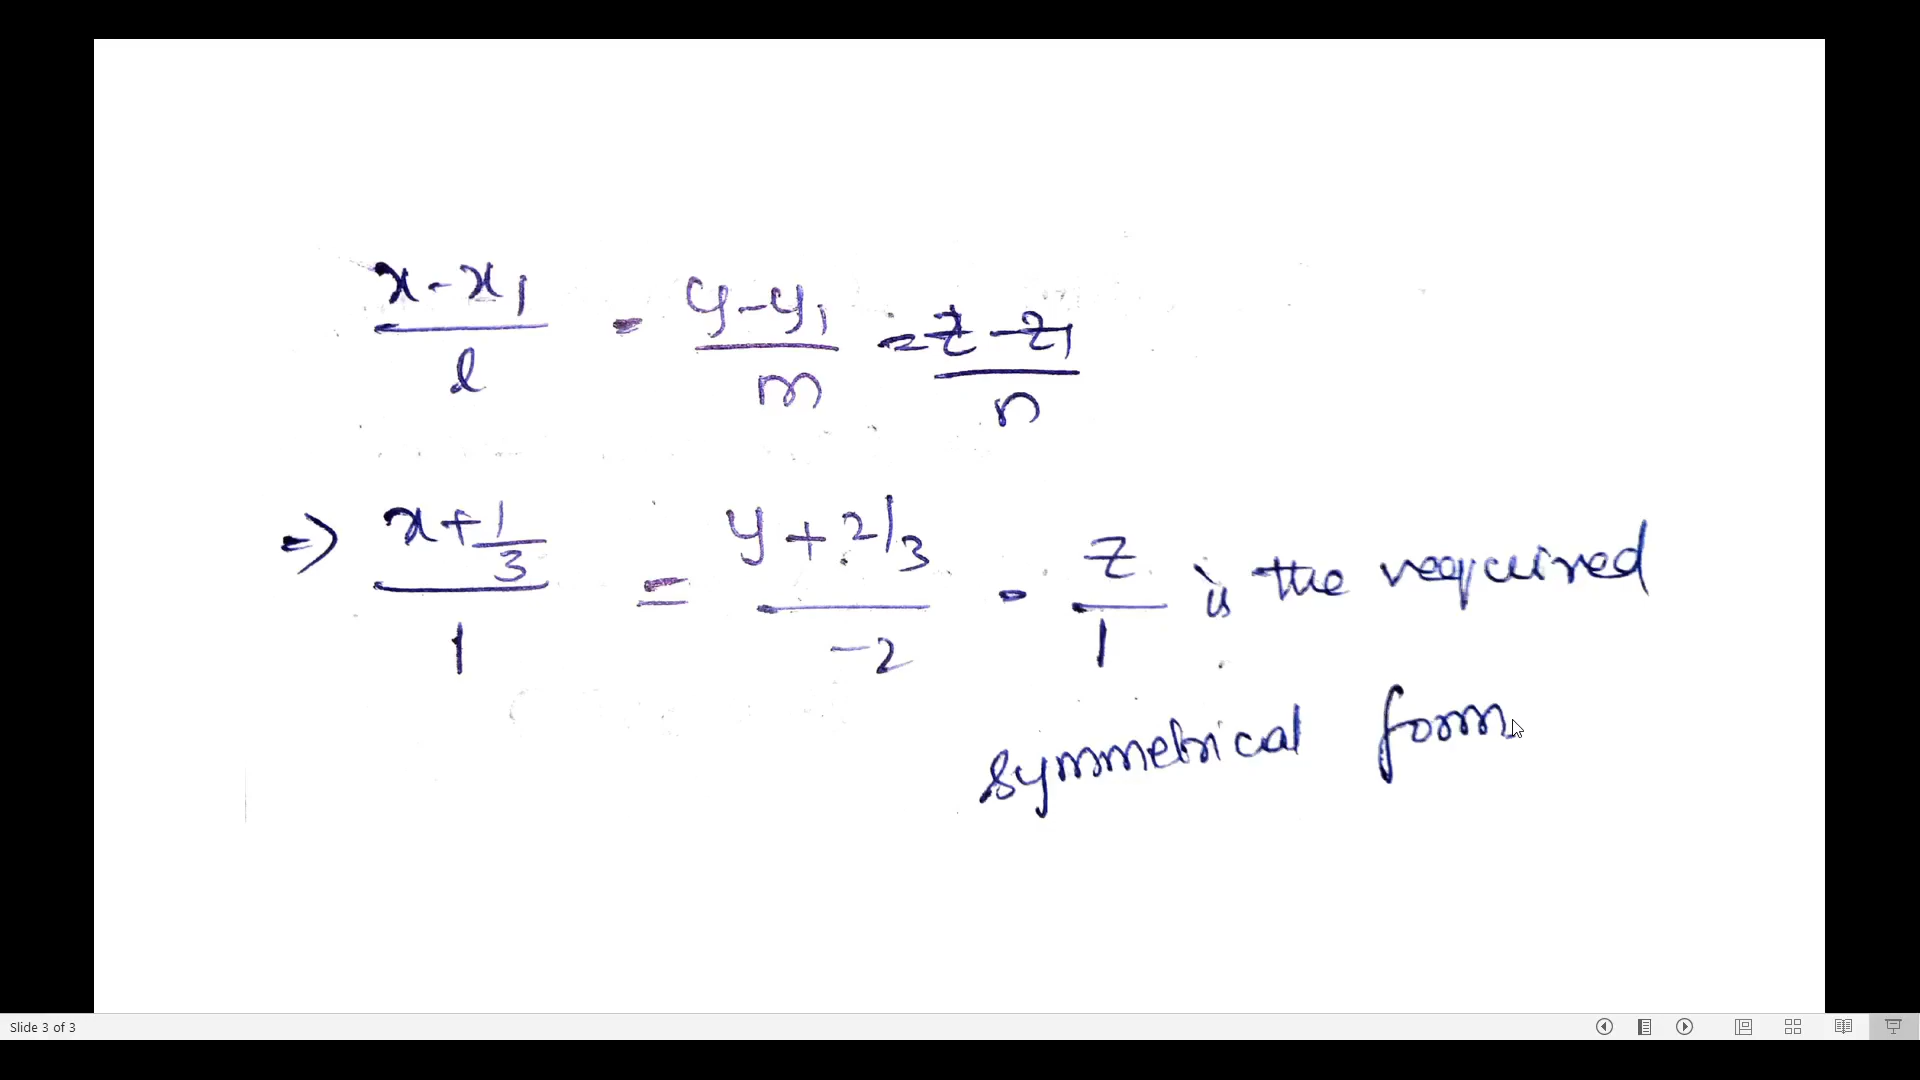 x - x1 / l = y - y1 / m = z - z1 / n
=> x + 1/3 / 1 = y + 2/3 / -2 = z / 1 is the required
symmetrical form
Slide 3 of 3